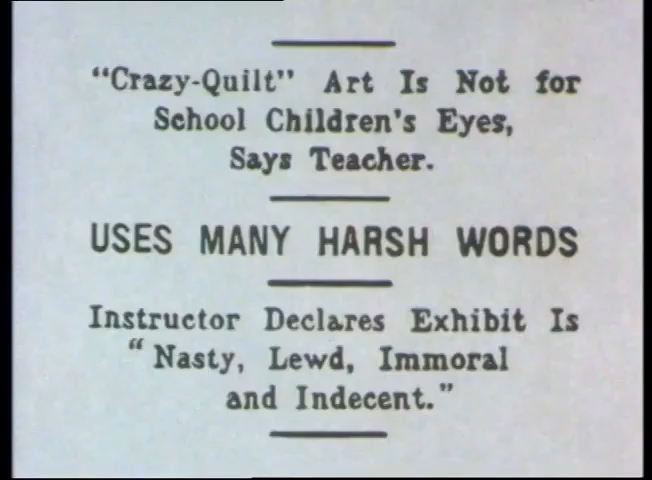 "Crazy-Quilt" Art Is Not for
School Children's Eyes,
Says Teacher.
USES MANY HARSH WORDS
Instructor Declares Exhibit Is
"Nasty, Lewd, Immoral
and Indecent."